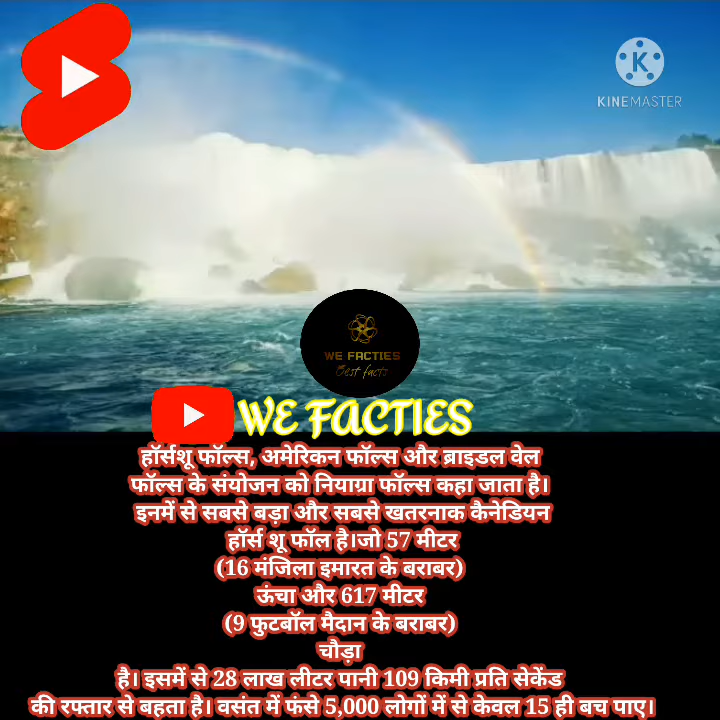 KINEMASTER
WE FACTIES
Best facts
WE FACTIES
हॉर्सशू फॉल्स, अमेरिकन फॉल्स और ब्राइडल वेल
फॉल्स के संयोजन को नियाग्रा फॉल्स कहा जाता है।
इनमें से सबसे बड़ा और सबसे खतरनाक कैनेडियन
हॉर्स शू फॉल है।जो 57 मीटर
(16 मंजिला इमारत के बराबर)
ऊंचा और 617 मीटर
(9 फुटबॉल मैदान के बराबर)
चौड़ा
है। इसमें से 28 लाख लीटर पानी 109 किमी प्रति सेकेंड
की रफ्तार से बहता है। वसंत में फंसे 5,000 लोगों में से केवल 15 ही बच पाए।